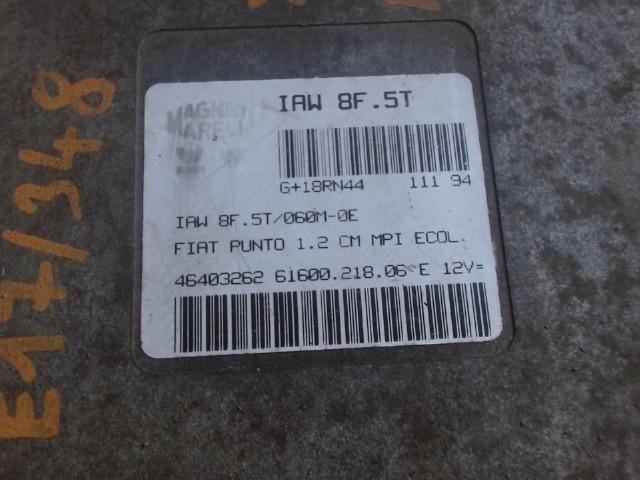 MAGNETI MARELLI
IAW 8F.5T
G+18RN44 111 94
IAW 8F.5T/060M-0E
FIAT PUNTO 1.2 CM MPI ECOL.
46403262 61600.218.06 E 12V=
E17/348